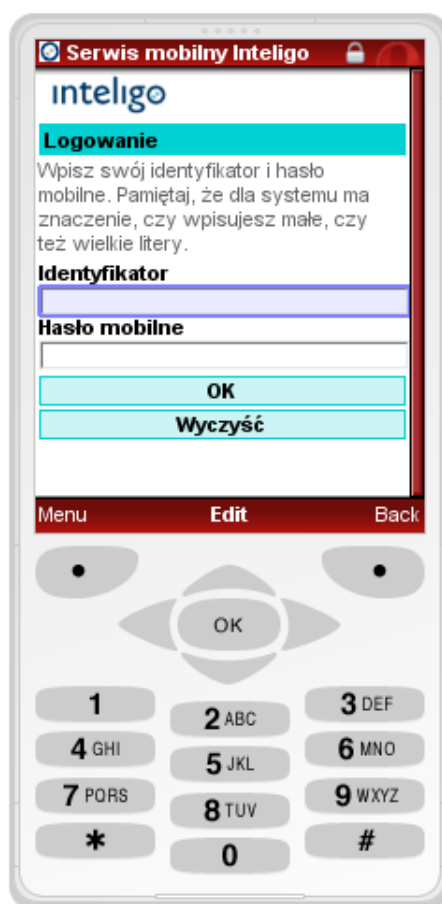 Serwis mobilny Inteligo
inteligo
Logowanie
Wpisz swój identyfikator i hasło
mobilne. Pamiętaj, że dla systemu ma
znaczenie, czy wpisujesz małe, czy
też wielkie litery.
Identyfikator
Hasło mobilne
OK
Wyczyść
Menu Edit Back
OK
1 2 ABC 3 DEF
4 GHI 5 JKL 6 MNO
7 PQRS 8 TUV 9 WXYZ
* 0 #